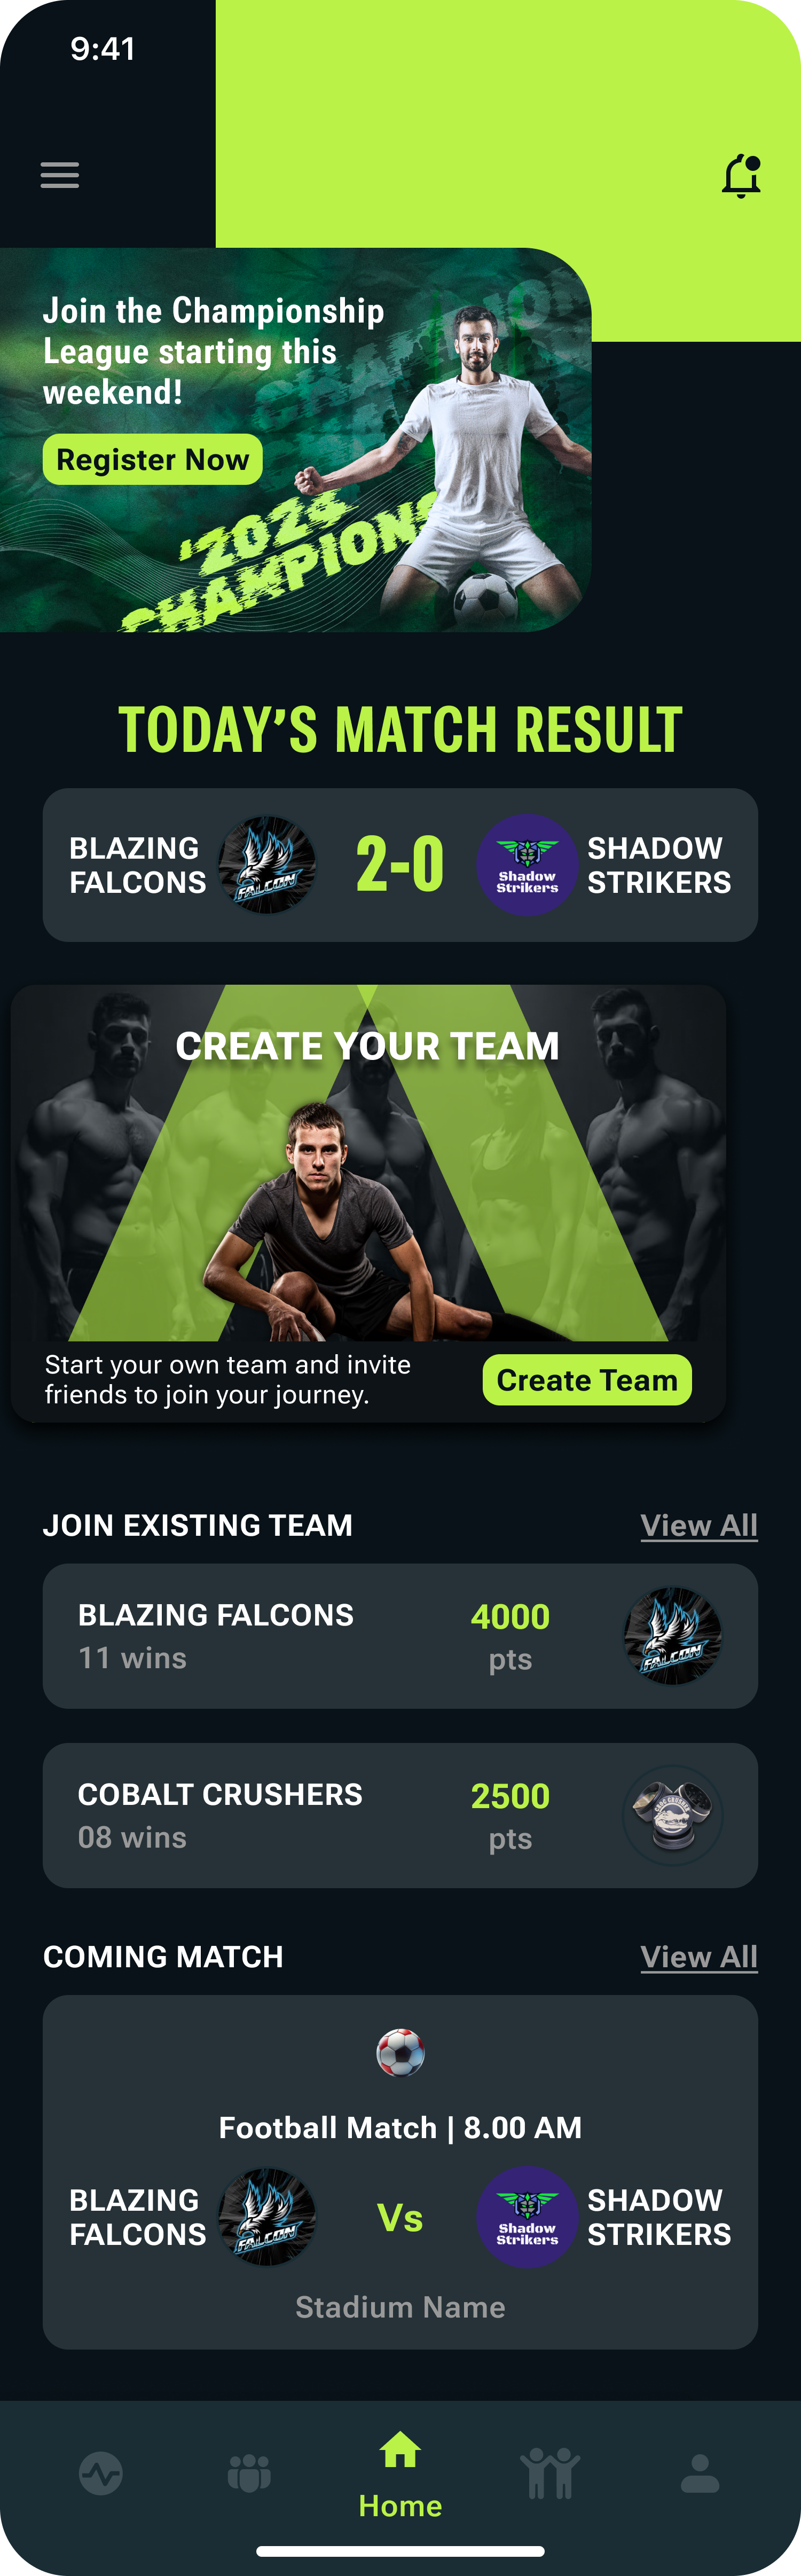 9:41
Join the Championship
League starting this
weekend!
Register Now
'2024
CHAMPIONS
TODAY'S MATCH RESULT
BLAZING
FALCONS
FALCON
2-0
Shadow
Strikers
SHADOW
STRIKERS
CREATE YOUR TEAM
Start your own team and invite
friends to join your journey.
Create Team
JOIN EXISTING TEAM
View All
BLAZING FALCONS
11 wins
4000
pts
FALCON
COBALT CRUSHERS
08 wins
2500
pts
CROC CRUSHER
COMING MATCH
View All
Football Match | 8.00 AM
BLAZING
FALCONS
FALCON
Vs
Shadow
Strikers
SHADOW
STRIKERS
Stadium Name
Home